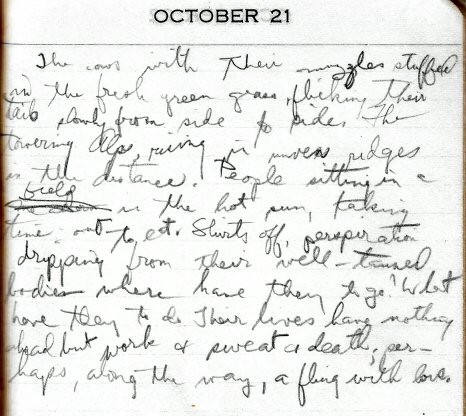 OCTOBER 21
The cows with their muzzles stuffed
in the fresh green grass, flicking their
tails slowly from side to side. The
towering Alps, rising in uneven ridges
in the distance. People sitting in a
field in the hot sun, taking
time out to eat. Shirts off, perspiration
dripping from their well-tanned
bodies where have they to go? What
have they to do Their lives have nothing
ahead but work & sweat & death, per-
haps, along the way, a fling with love.